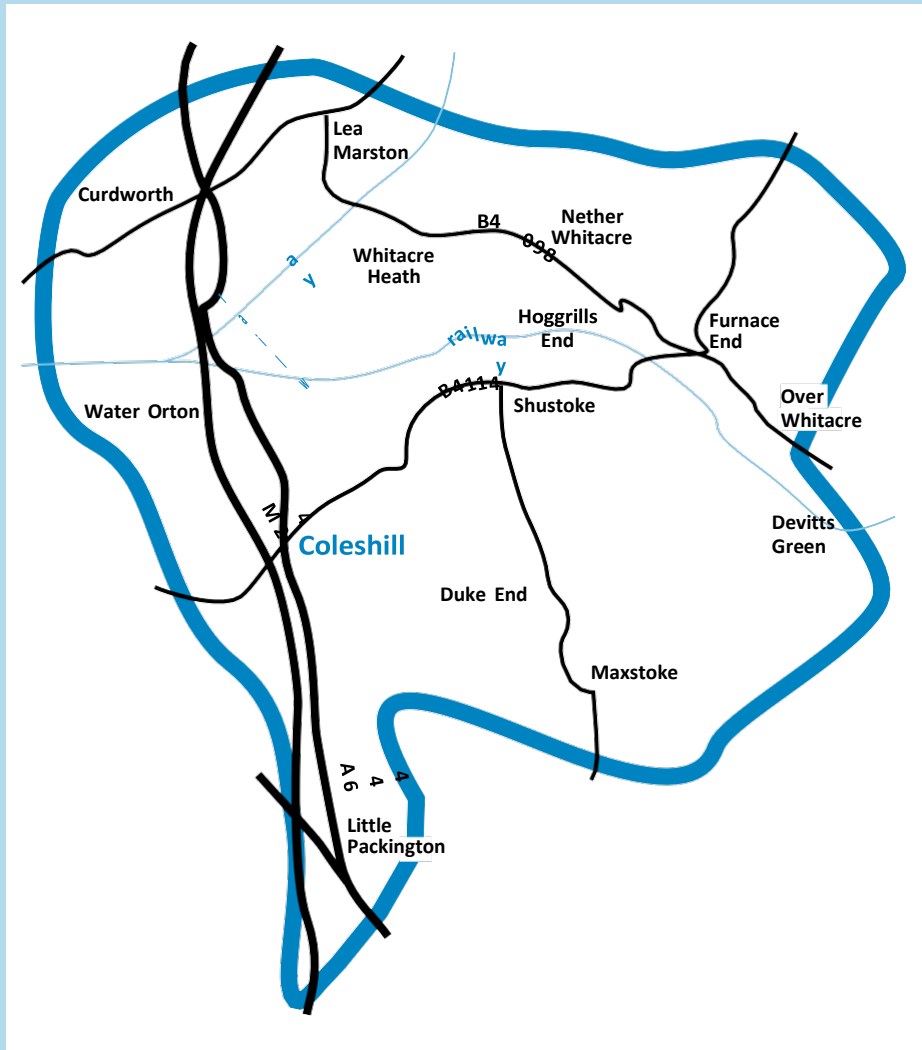 Lea
Marston
Curdworth
B4
098
Nether
Whitacre
Whitacre
Heath
a
y
Hoggrills
End
Furnace
End
railwa
y
B4114
Shustoke
Over
Whitacre
Water Orton
M 4
Coleshill
Devitts
Green
Duke End
Maxstoke
A6
4
4
Little
Packington